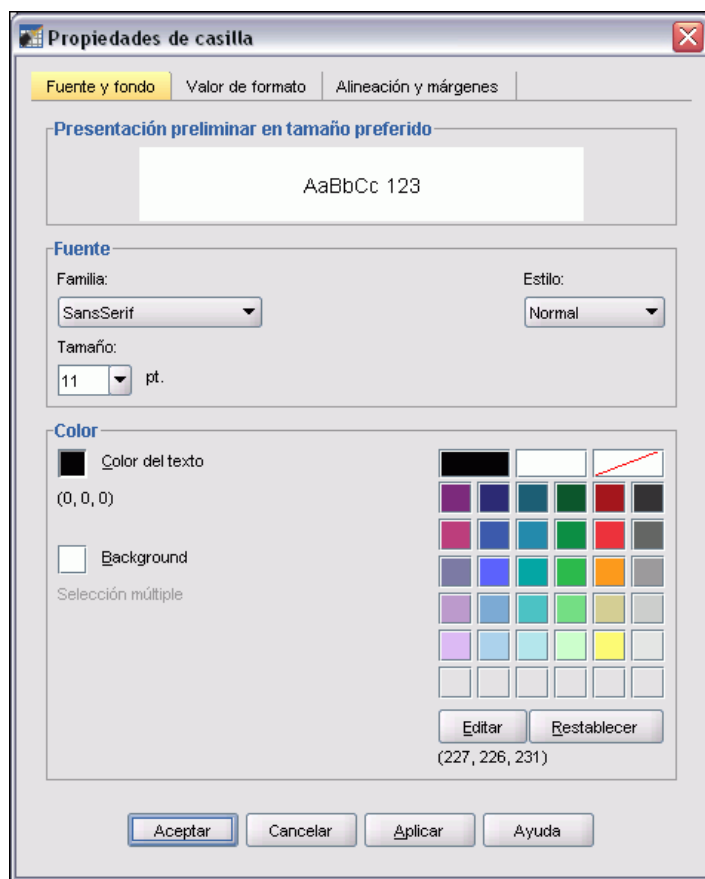 Propiedades de casilla
Fuente y fondo Valor de formato Alineación y márgenes
Presentación preliminar en tamaño preferido
AaBbCc 123
Fuente
Familia: Estilo:
SansSerif Normal
Tamaño:
11 pt.
Color
Color del texto
(0, 0, 0)
Background
Selección múltiple
Editar Restablecer
(227, 226, 231)
Aceptar Cancelar Aplicar Ayuda